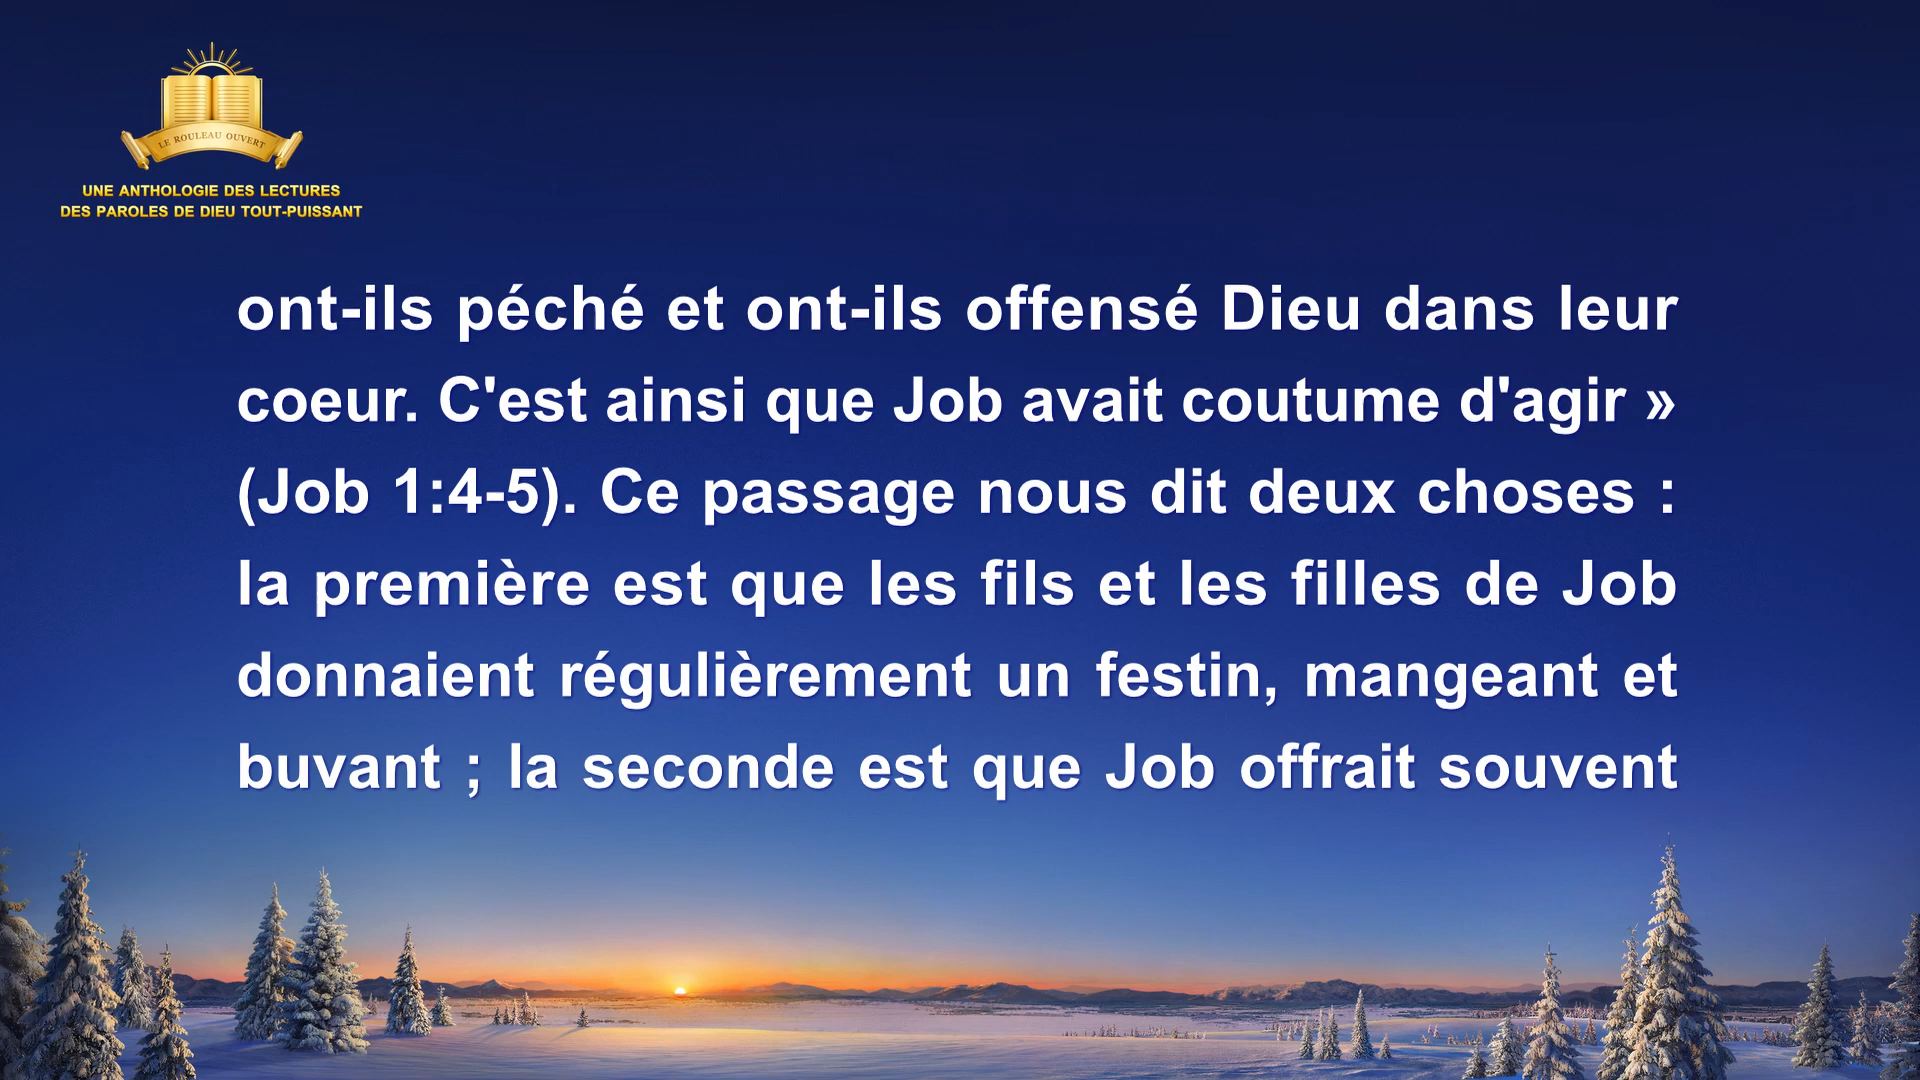 LE ROULEAU OUVERT
UNE ANTHOLOGIE DES LECTURES
DES PAROLES DE DIEU TOUT-PUISSANT
ont-ils péché et ont-ils offensé Dieu dans leur
coeur. C'est ainsi que Job avait coutume d'agir »
(Job 1:4-5). Ce passage nous dit deux choses :
la première est que les fils et les filles de Job
donnaient régulièrement un festin, mangeant et
buvant ; la seconde est que Job offrait souvent